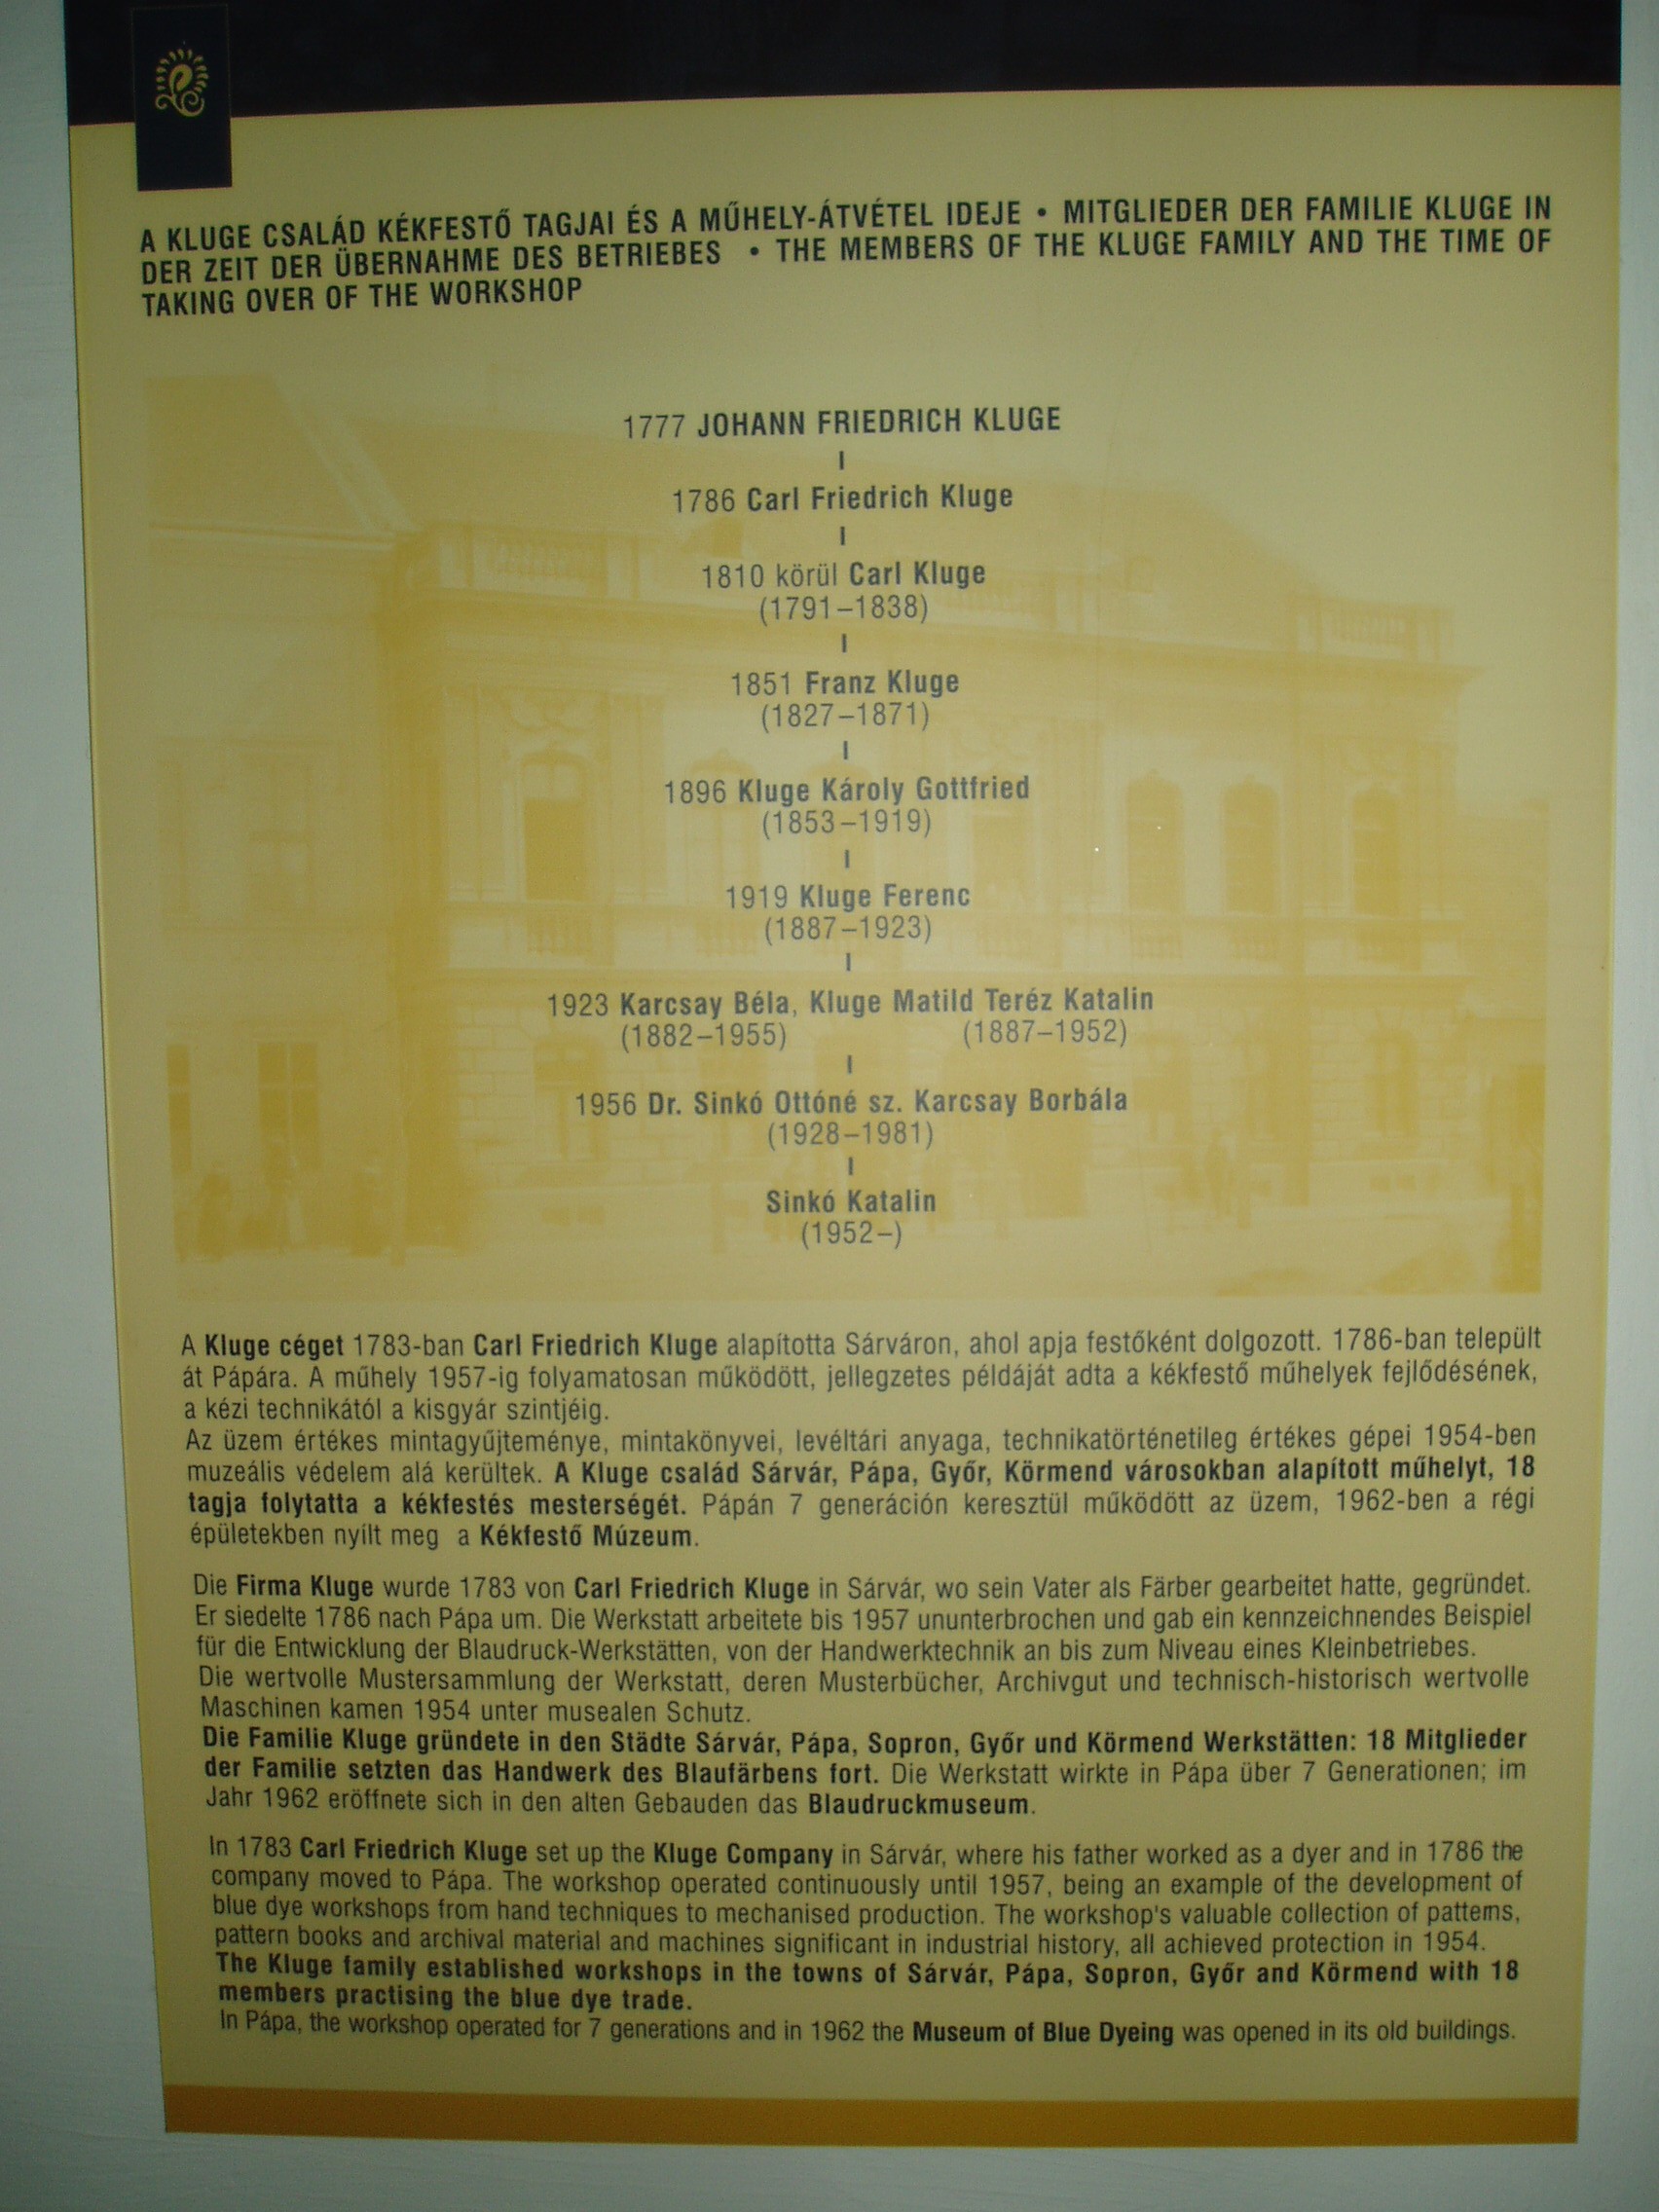 A KLUGE CSALÁD KÉKFESTŐ TAGJAI ÉS A MŰHELY-ÁTVÉTEL IDEJE • MITGLIEDER DER FAMILIE KLUGE IN
DER ZEIT DER ÜBERNAHME DES BETRIEBES • THE MEMBERS OF THE KLUGE FAMILY AND THE TIME OF
TAKING OVER OF THE WORKSHOP
1777 JOHANN FRIEDRICH KLUGE
1786 Carl Friedrich Kluge
1810 körül Carl Kluge
(1791–1838)
1851 Franz Kluge
(1827–1871)
1896 Kluge Károly Gottfried
(1853–1919)
1919 Kluge Ferenc
(1887–1923)
1923 Karcsay Béla, Kluge Matild Teréz Katalin
(1882–1955) (1887–1952)
1956 Dr. Sinkó Ottóné sz. Karcsay Borbála
(1928–1981)
Sinkó Katalin
(1952–)
A Kluge céget 1783-ban Carl Friedrich Kluge alapította Sárváron, ahol apja festőként dolgozott. 1786-ban települt
át Pápára. A műhely 1957-ig folyamatosan működött, jellegzetes példáját adta a kékfestő műhelyek fejlődésének,
a kézi technikától a kisgyár szintjéig.
Az üzem értékes mintagyűjteménye, mintakönyvei, levéltári anyaga, technikatörténetileg értékes gépei 1954-ben
muzeális védelem alá kerültek. A Kluge család Sárvár, Pápa, Győr, Körmend városokban alapított műhelyt, 18
tagja folytatta a kékfestés mesterségét. Pápán 7 generáción keresztül működött az üzem, 1962-ben a régi
épületekben nyílt meg a Kékfestő Múzeum.
Die Firma Kluge wurde 1783 von Carl Friedrich Kluge in Sárvár, wo sein Vater als Färber gearbeitet hatte, gegründet.
Er siedelte 1786 nach Pápa um. Die Werkstatt arbeitete bis 1957 ununterbrochen und gab ein kennzeichnendes Beispiel
für die Entwicklung der Blaudruck-Werkstätten, von der Handwerktechnik an bis zum Niveau eines Kleinbetriebes.
Die wertvolle Mustersammlung der Werkstatt, deren Musterbücher, Archivgut und technisch-historisch wertvolle
Maschinen kamen 1954 unter musealen Schutz.
Die Familie Kluge gründete in den Städte Sárvár, Pápa, Sopron, Győr und Körmend Werkstätten: 18 Mitglieder
der Familie setzten das Handwerk des Blaufärbens fort. Die Werkstatt wirkte in Pápa über 7 Generationen; im
Jahr 1962 eröffnete sich in den alten Gebauden das Blaudruckmuseum.
In 1783 Carl Friedrich Kluge set up the Kluge Company in Sárvár, where his father worked as a dyer and in 1786 the
company moved to Pápa. The workshop operated continuously until 1957, being an example of the development of
blue dye workshops from hand techniques to mechanised production. The workshop's valuable collection of patterns,
pattern books and archival material and machines significant in industrial history, all achieved protection in 1954.
The Kluge family established workshops in the towns of Sárvár, Pápa, Sopron, Győr and Körmend with 18
members practising the blue dye trade.
In Pápa, the workshop operated for 7 generations and in 1962 the Museum of Blue Dyeing was opened in its old buildings.